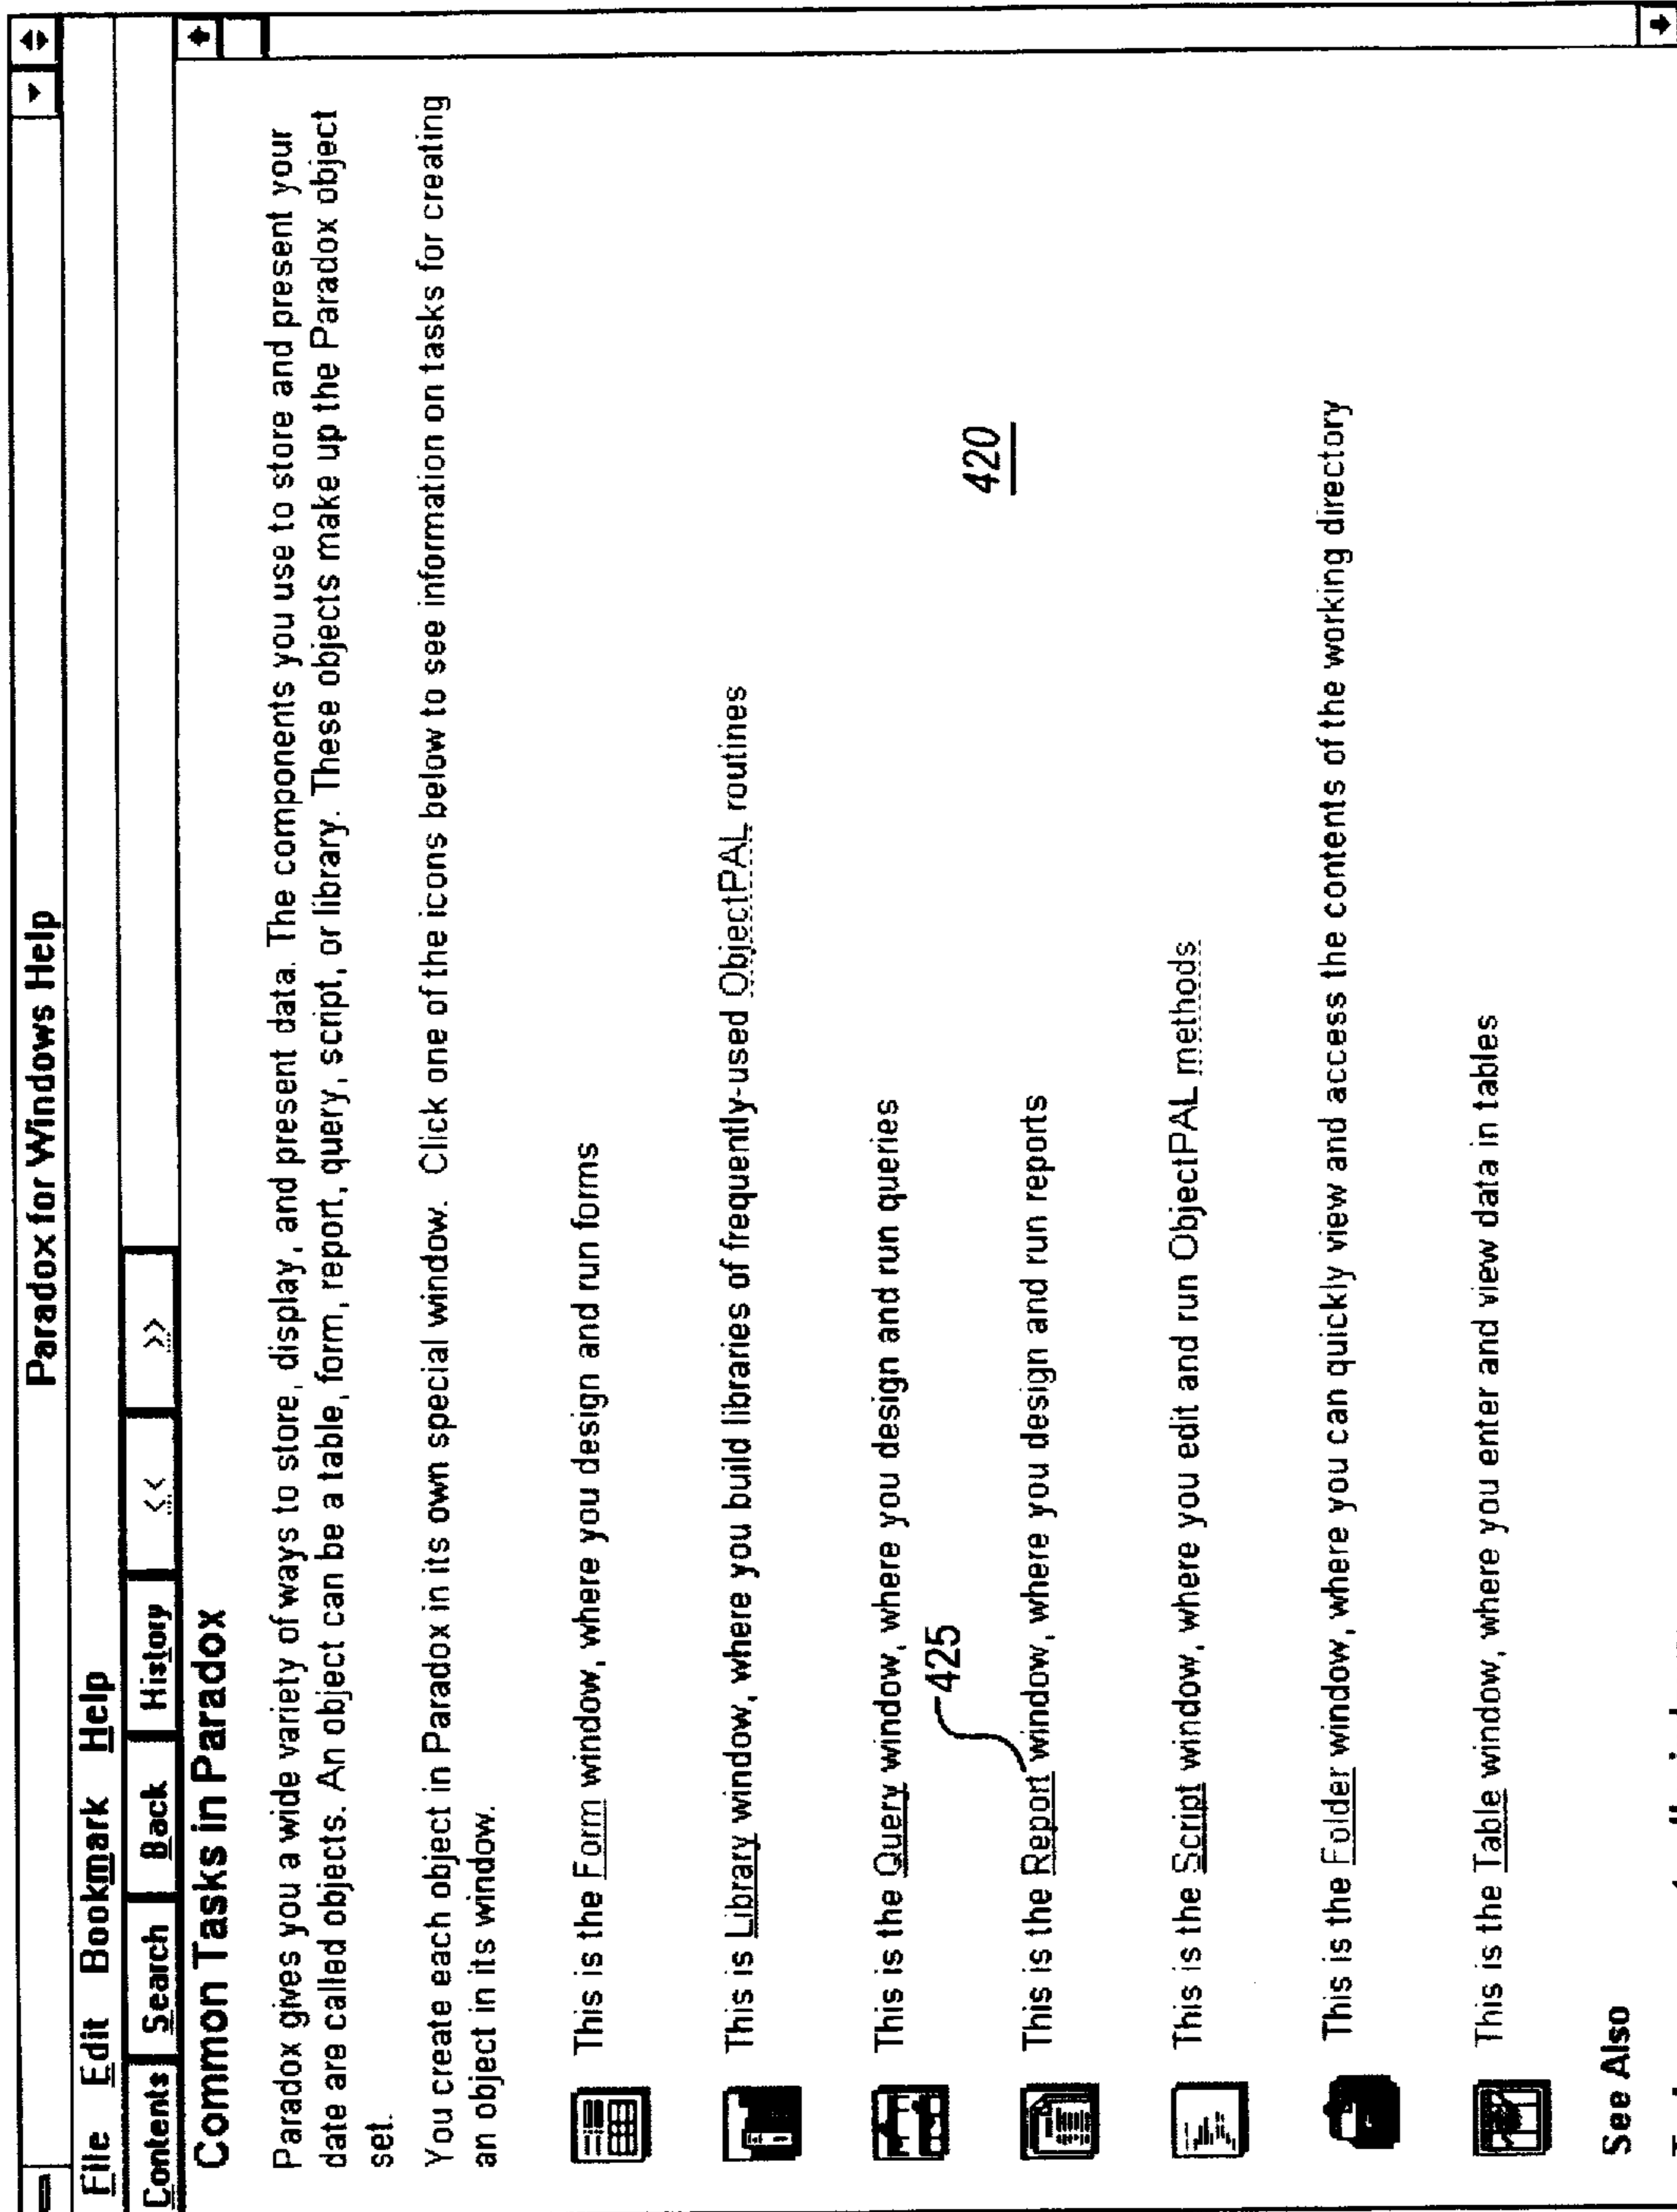 Paradox for Windows Help
File Edit Bookmark Help
Contents Search Back History << >>
Common Tasks in Paradox
Paradox gives you a wide variety of ways to store, display, and present data. The components you use to store and present your
date are called objects. An object can be a table, form, report, query, script, or library. These objects make up the Paradox object
set.
You create each object in Paradox in its own special window. Click one of the icons below to see information on tasks for creating
an object in its window.
This is the Form window, where you design and run forms
This is Library window, where you build libraries of frequently-used ObjectPAL routines
This is the Query window, where you design and run queries
425
420
This is the Report window, where you design and run reports
This is the Script window, where you edit and run ObjectPAL methods
This is the Folder window, where you can quickly view and access the contents of the working directory
This is the Table window, where you enter and view data in tables
See Also